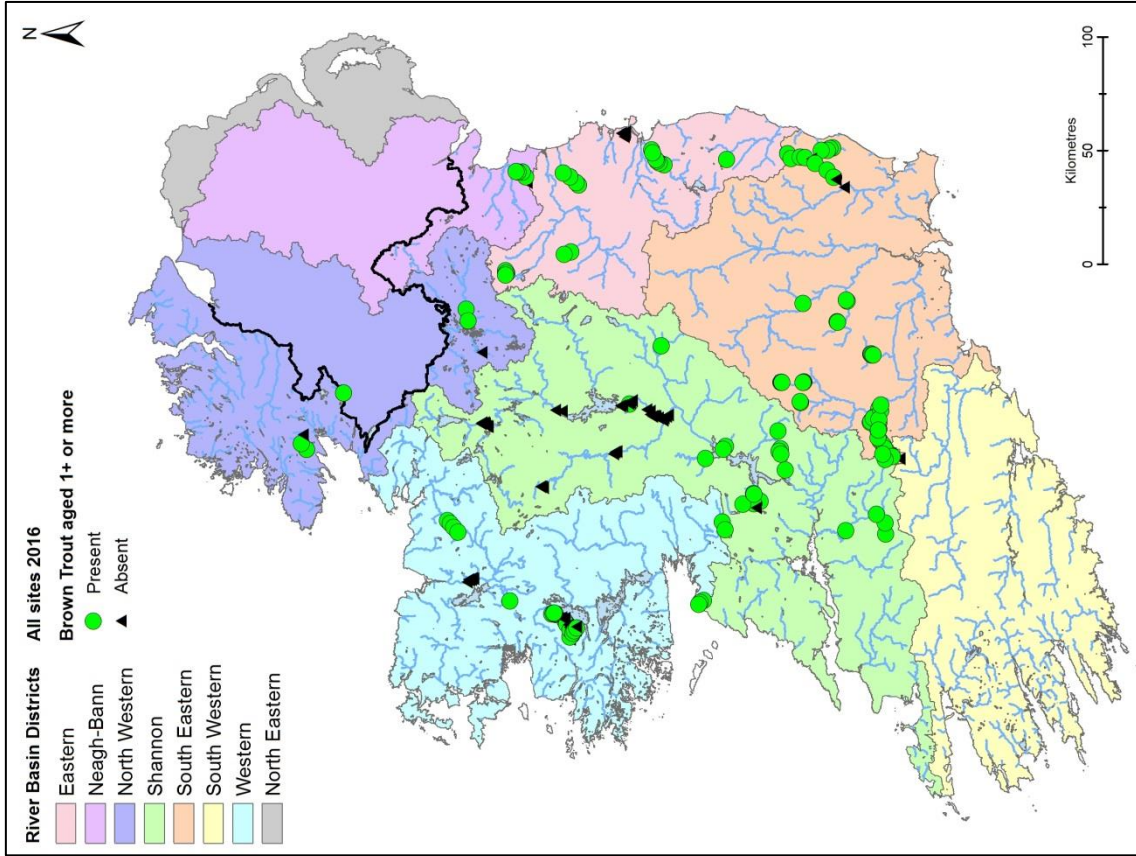 River Basin Districts
Eastern
Neagh-Bann
North Western
Shannon
South Eastern
South Western
Western
North Eastern
All sites 2016
Brown Trout aged 1+ or more
Present
Absent
N
0 50 100
Kilometres